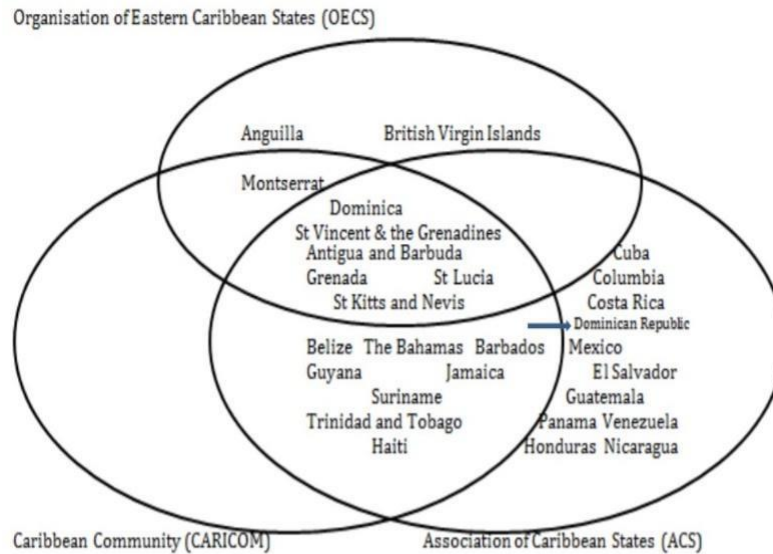 Organisation of Eastern Caribbean States (OECS)
Anguilla British Virgin Islands
Montserrat
Dominica
St Vincent & the Grenadines
Antigua and Barbuda Cuba
Grenada St Lucia Columbia
St Kitts and Nevis Costa Rica
Dominican Republic
Belize The Bahamas Barbados Mexico
Guyana Jamaica El Salvador
Suriname Guatemala
Trinidad and Tobago Panama Venezuela
Haiti Honduras Nicaragua
Caribbean Community (CARICOM) Association of Caribbean States (ACS)